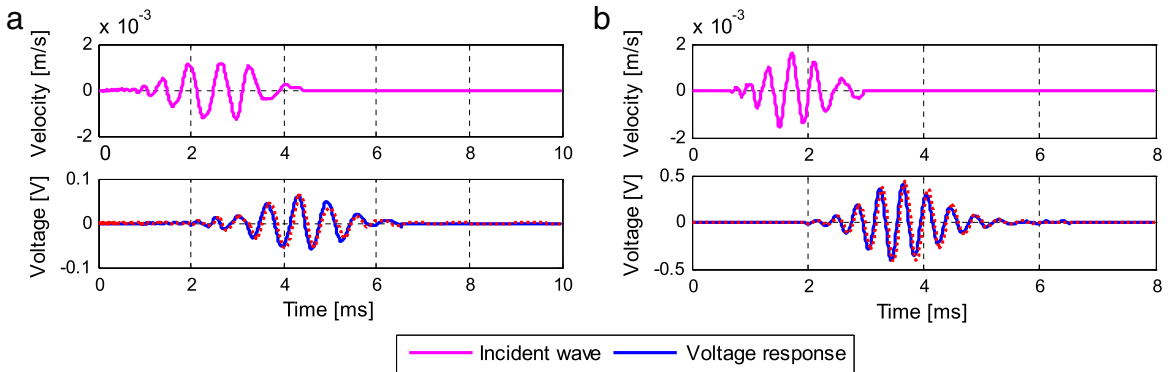 a
x 10⁻³
Velocity [m/s]
2
0
-2
0 2 4 6 8 10
Voltage [V]
0.1
0
-0.1
0 2 4 6 8 10
Time [ms]
b
x 10⁻³
Velocity [m/s]
2
0
-2
0 2 4 6 8
Voltage [V]
0.5
0
-0.5
0 2 4 6 8
Time [ms]
Incident wave Voltage response